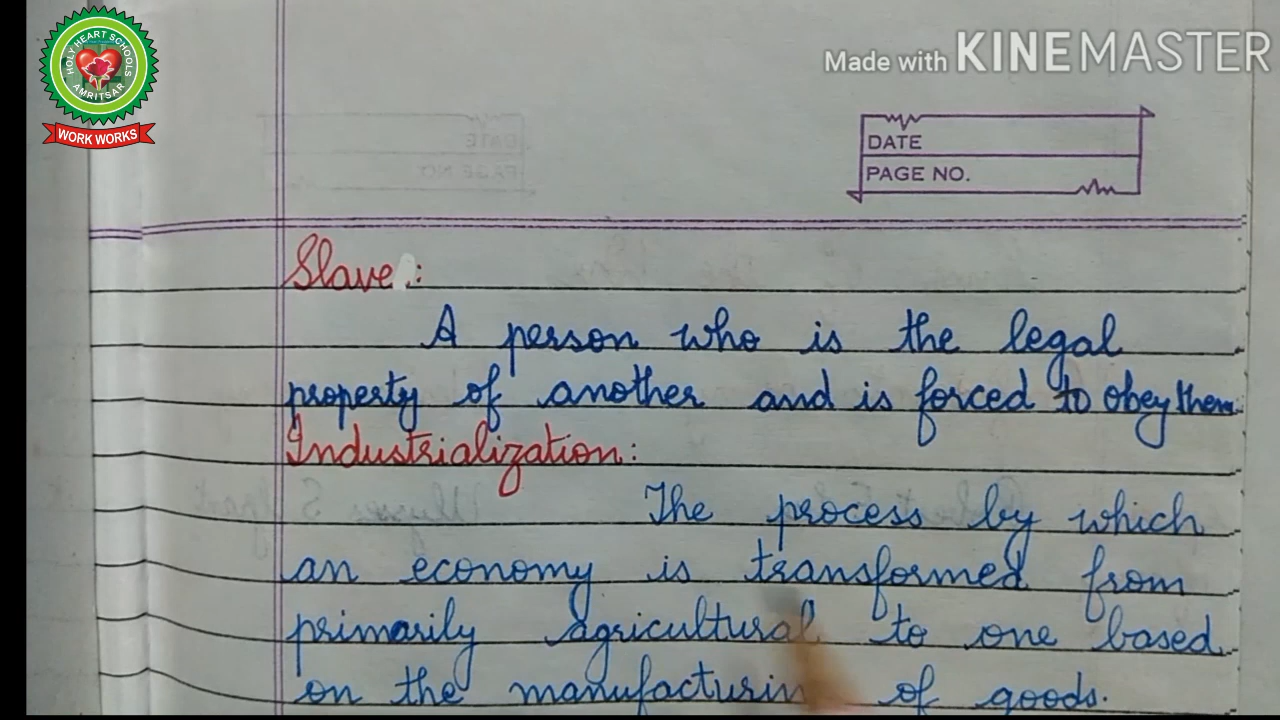 HOLY HEART SCHOOLS
AMRITSAR
WORK WORKS
Made with KINEMASTER
DATE
PAGE NO.
Slave :
A person who is the legal
property of another and is forced to obey them.
Industrialization :
The process by which
an economy is transformed from
primarily agricultural to one based
on the manufacturin of goods.